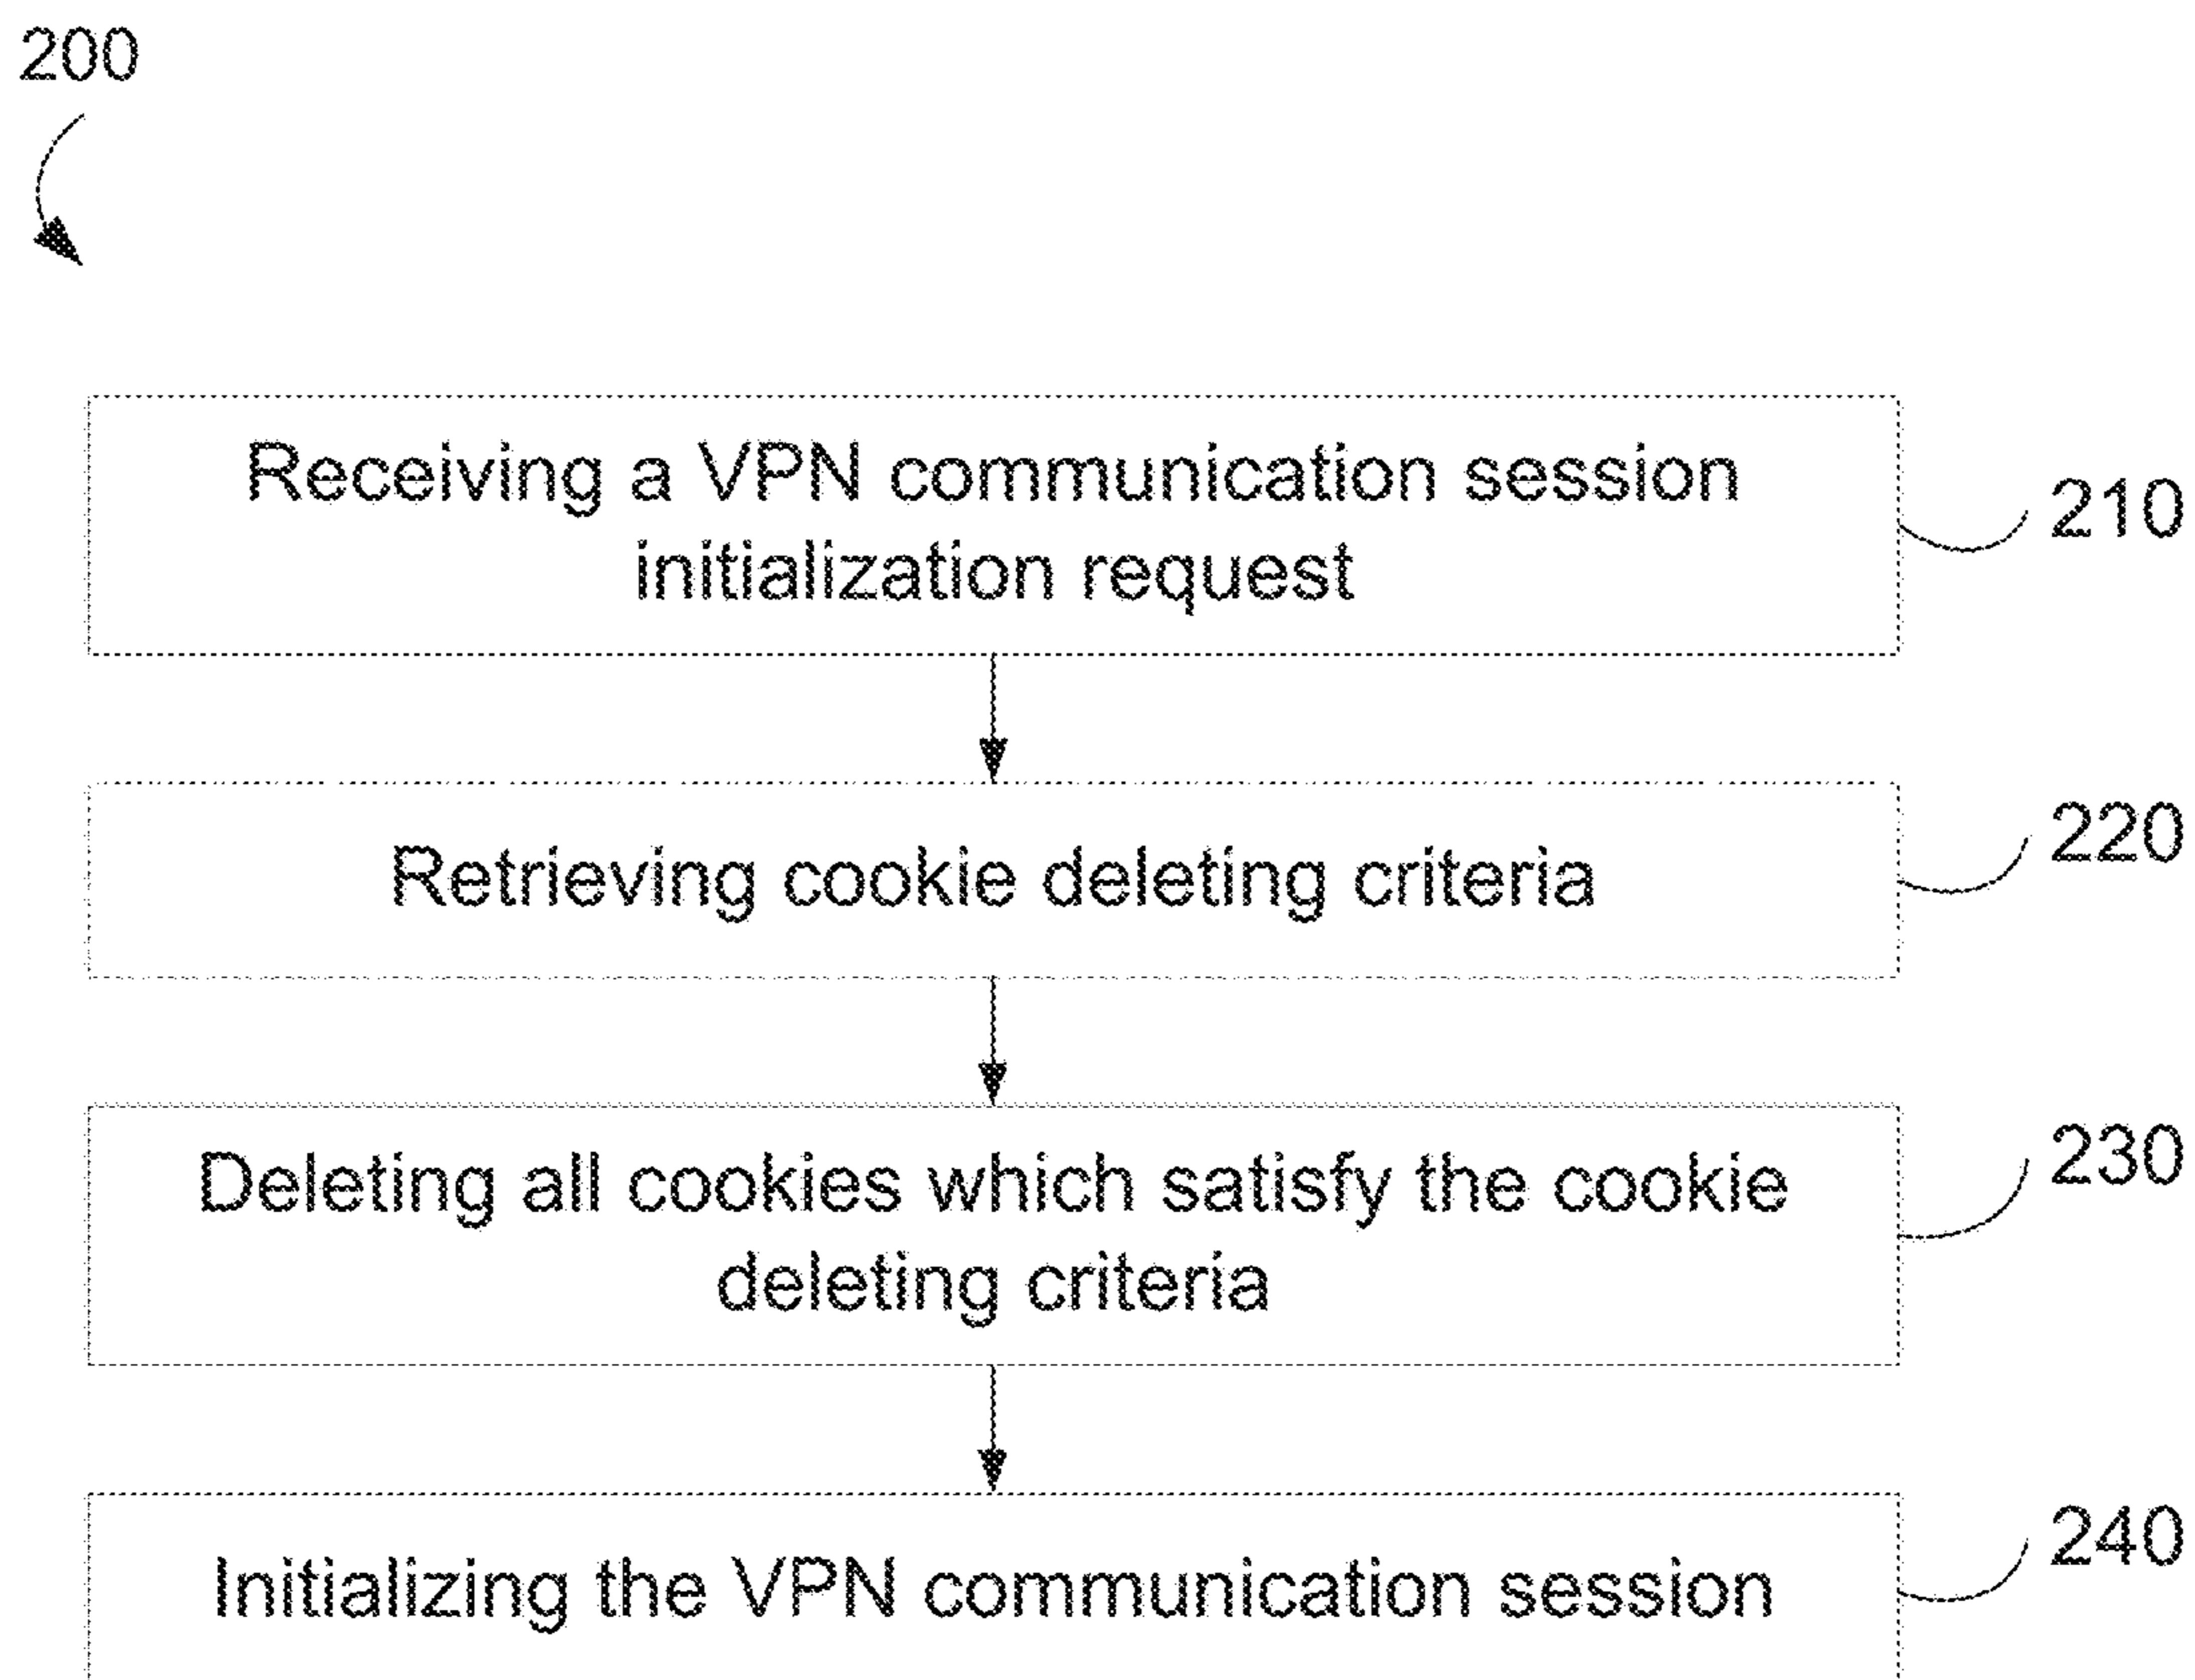 200
Receiving a VPN communication session
initialization request
210
Retrieving cookie deleting criteria
220
Deleting all cookies which satisfy the cookie
deleting criteria
230
Initializing the VPN communication session
240